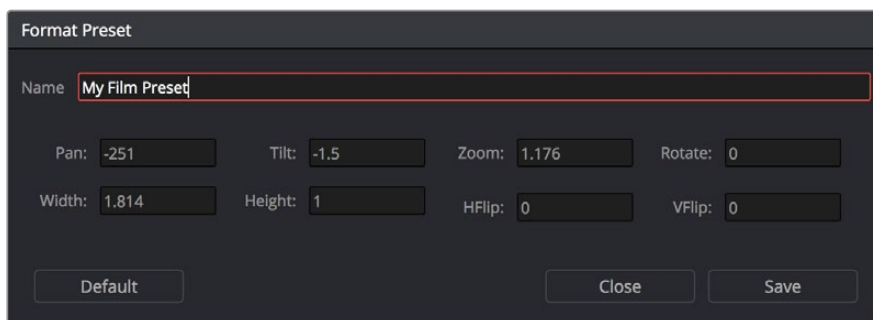 Format Preset
Name My Film Preset
Pan: -251 Tilt: -1.5 Zoom: 1.176 Rotate: 0
Width: 1.814 Height: 1 HFlip: 0 VFlip: 0
Default Close Save